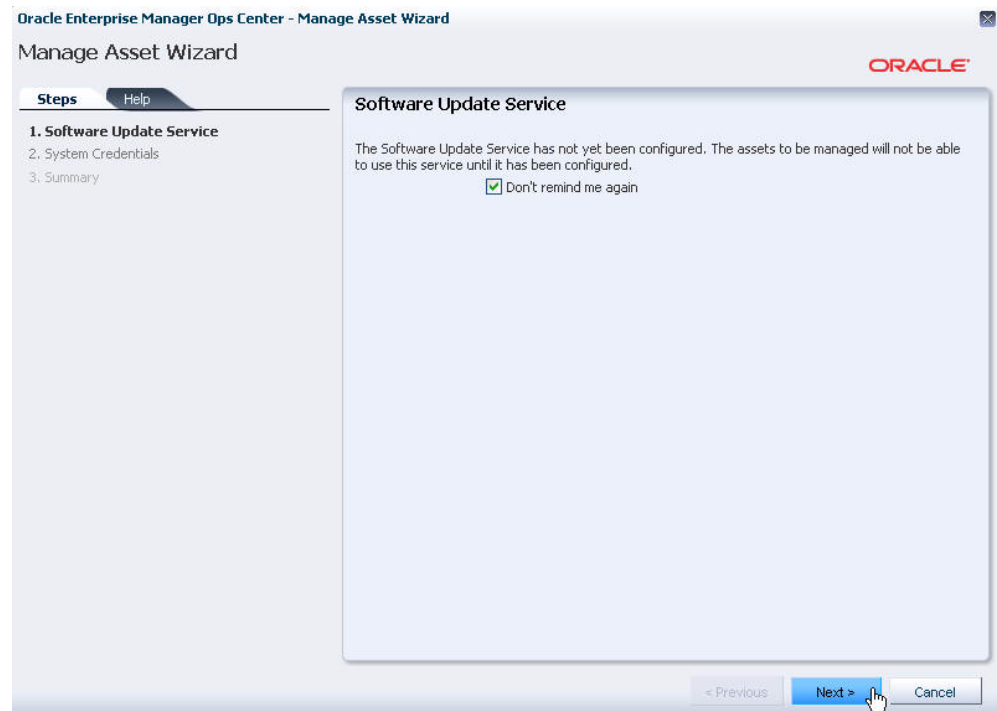 Oracle Enterprise Manager Ops Center - Manage Asset Wizard
Manage Asset Wizard
ORACLE
Steps
Help
1. Software Update Service
2. System Credentials
3. Summary
Software Update Service
The Software Update Service has not yet been configured. The assets to be managed will not be able
to use this service until it has been configured.
Don't remind me again
< Previous
Next >
Cancel